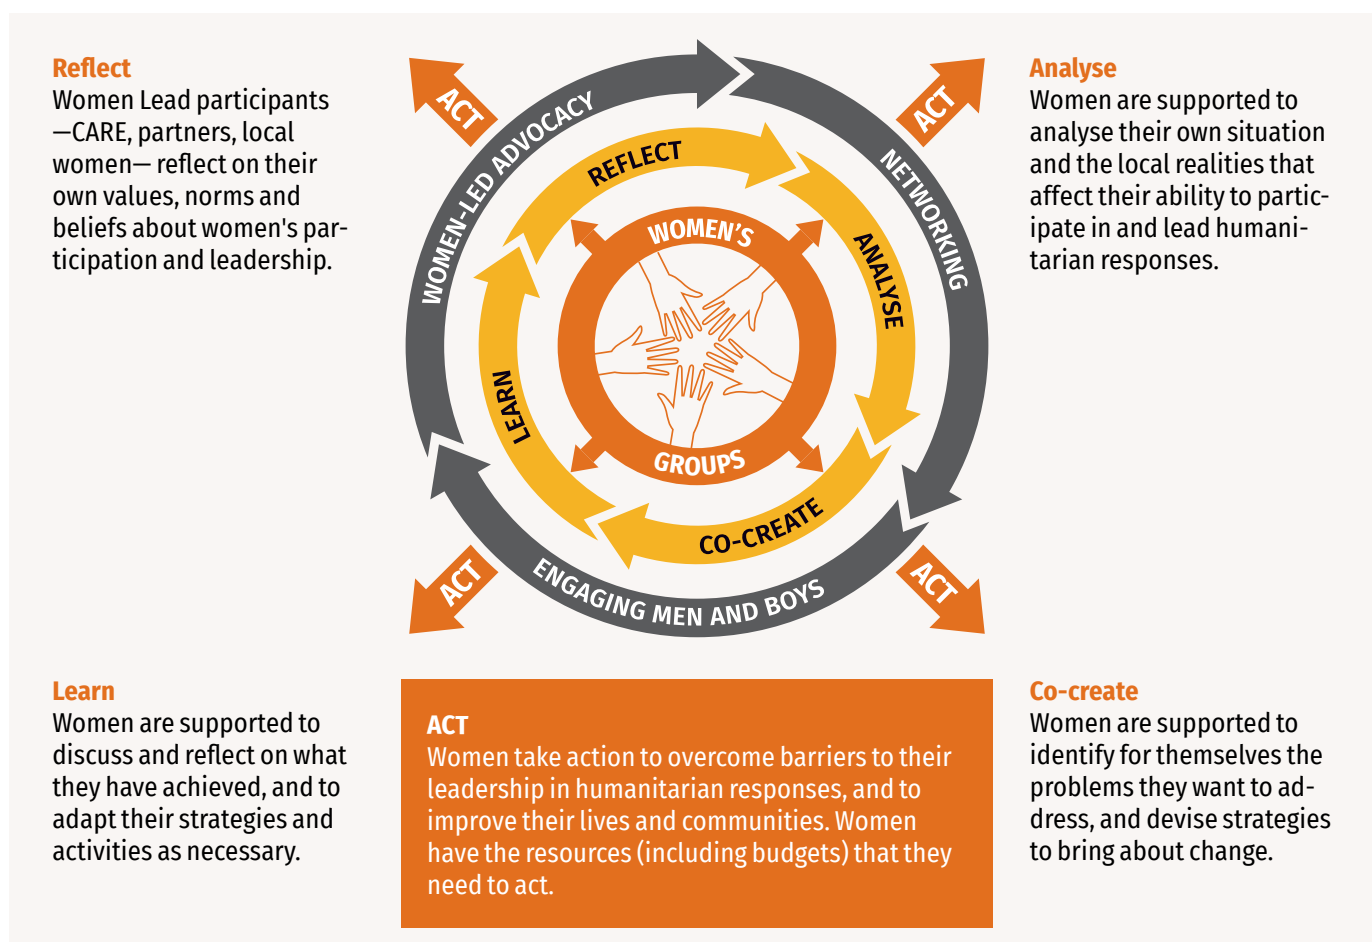 Reflect
Women Lead participants
—CARE, partners, local
women— reflect on their
own values, norms and
beliefs about women's par-
ticipation and leadership.
ACT
ACT
WOMEN-LED ADVOCACY
NETWORKING
REFLECT
ANALYSE
WOMEN'S
GROUPS
LEARN
CO-CREATE
ENGAGING MEN AND BOYS
ACT
ACT
Analyse
Women are supported to
analyse their own situation
and the local realities that
affect their ability to partic-
ipate in and lead humani-
tarian responses.
Learn
Women are supported to
discuss and reflect on what
they have achieved, and to
adapt their strategies and
activities as necessary.
ACT
Women take action to overcome barriers to their
leadership in humanitarian responses, and to
improve their lives and communities. Women
have the resources (including budgets) that they
need to act.
Co-create
Women are supported to
identify for themselves the
problems they want to ad-
dress, and devise strategies
to bring about change.